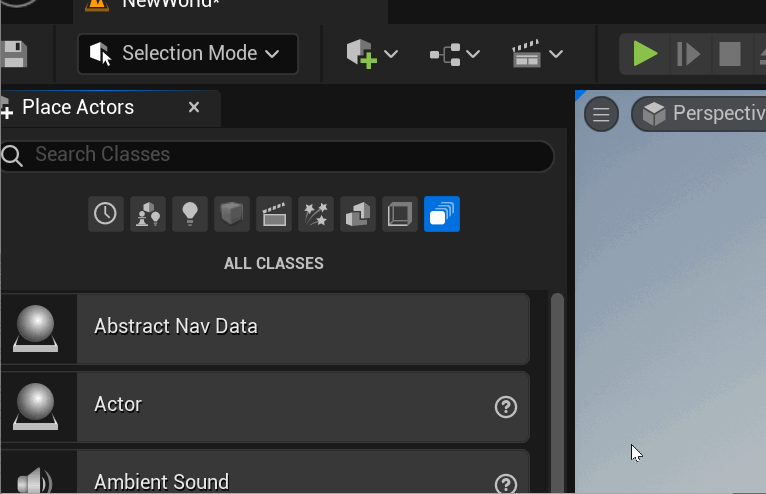 NewWorld*
Selection Mode
Place Actors
Perspectiv
Search Classes
ALL CLASSES
Abstract Nav Data
Actor
Ambient Sound